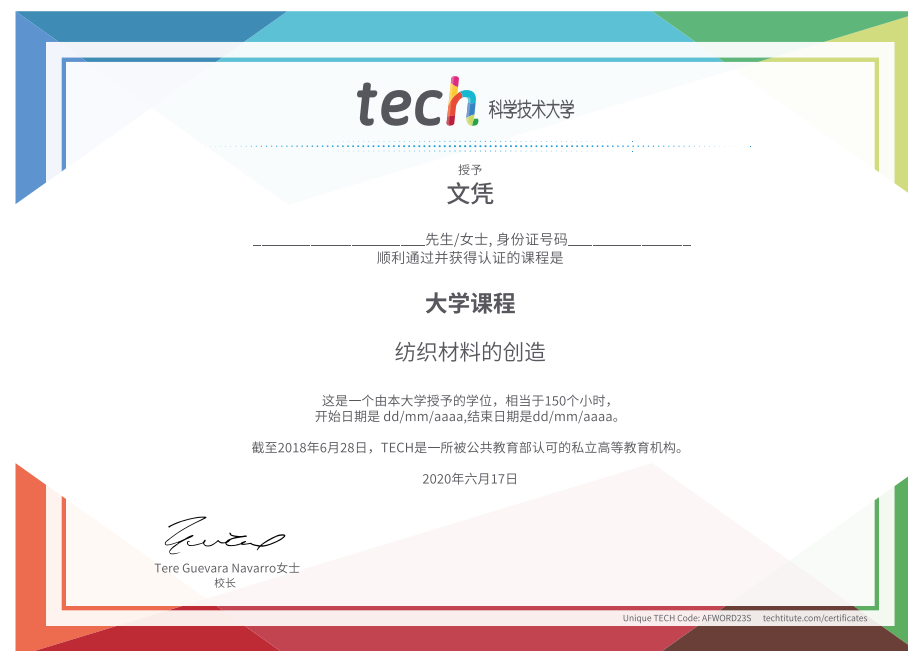 tech 科学技术大学
授予
文凭
______________________先生/女士, 身份证号码________________
顺利通过并获得认证的课程是
大学课程
纺织材料的创造
这是一个由本大学授予的学位，相当于150个小时，
开始日期是 dd/mm/aaaa,结束日期是dd/mm/aaaa。
截至2018年6月28日，TECH是一所被公共教育部认可的私立高等教育机构。
2020年六月17日
Tere Guevara Navarro女士
校长
Unique TECH Code: AFWORD23S techtitute.com/certificates